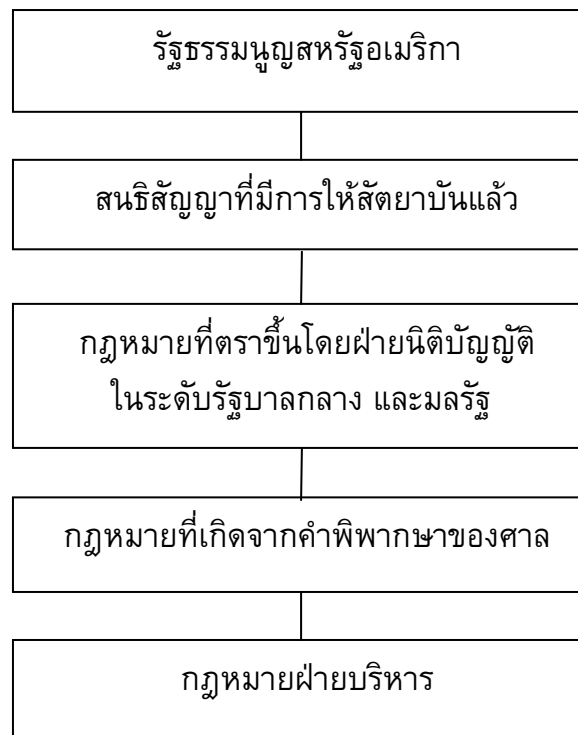 รัฐธรรมนูญสหรัฐอเมริกา
สนธิสัญญาที่มีการให้สัตยาบันแล้ว
กฎหมายที่ตราขึ้นโดยฝ่ายนิติบัญญัติ
ในระดับรัฐบาลกลาง และมลรัฐ
กฎหมายที่เกิดจากคำพิพากษาของศาล
กฎหมายฝ่ายบริหาร